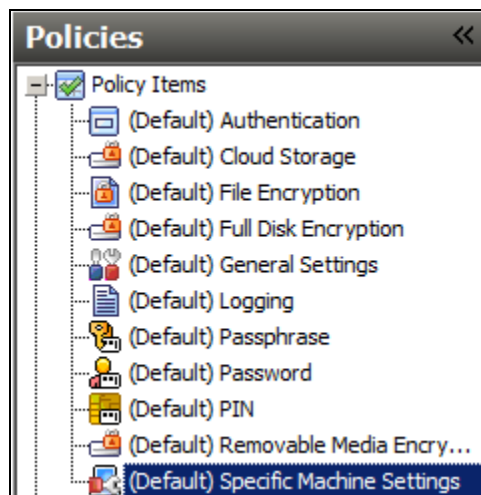 Policies «
Policy Items
(Default) Authentication
(Default) Cloud Storage
(Default) File Encryption
(Default) Full Disk Encryption
(Default) General Settings
(Default) Logging
(Default) Passphrase
(Default) Password
(Default) PIN
(Default) Removable Media Encry...
(Default) Specific Machine Settings